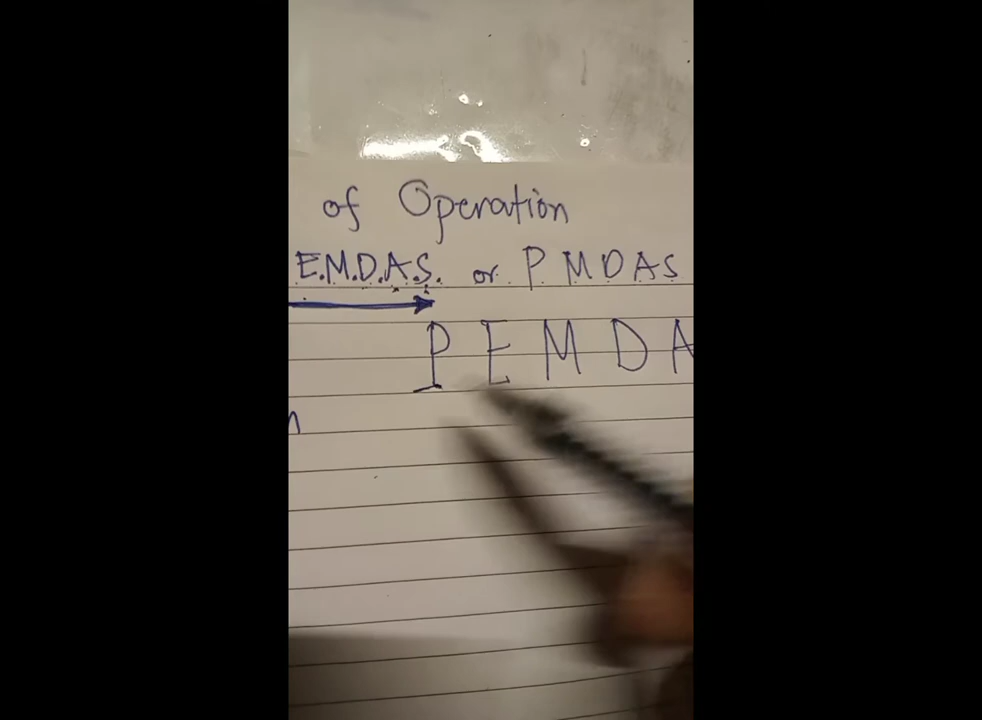 of Operation
E.M.D.A.S. or P M D A S
P E M D A
n